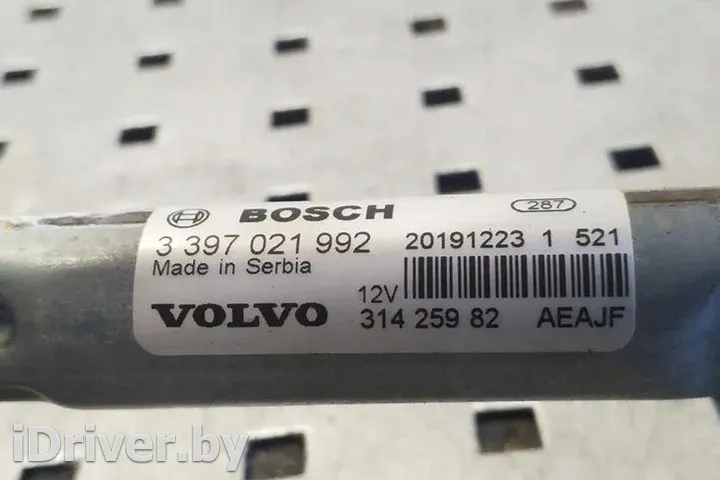 BOSCH 287
3 397 021 992 20191223 1 521
Made in Serbia
12V
VOLVO 314 259 82 AEAJF
iDriver.by